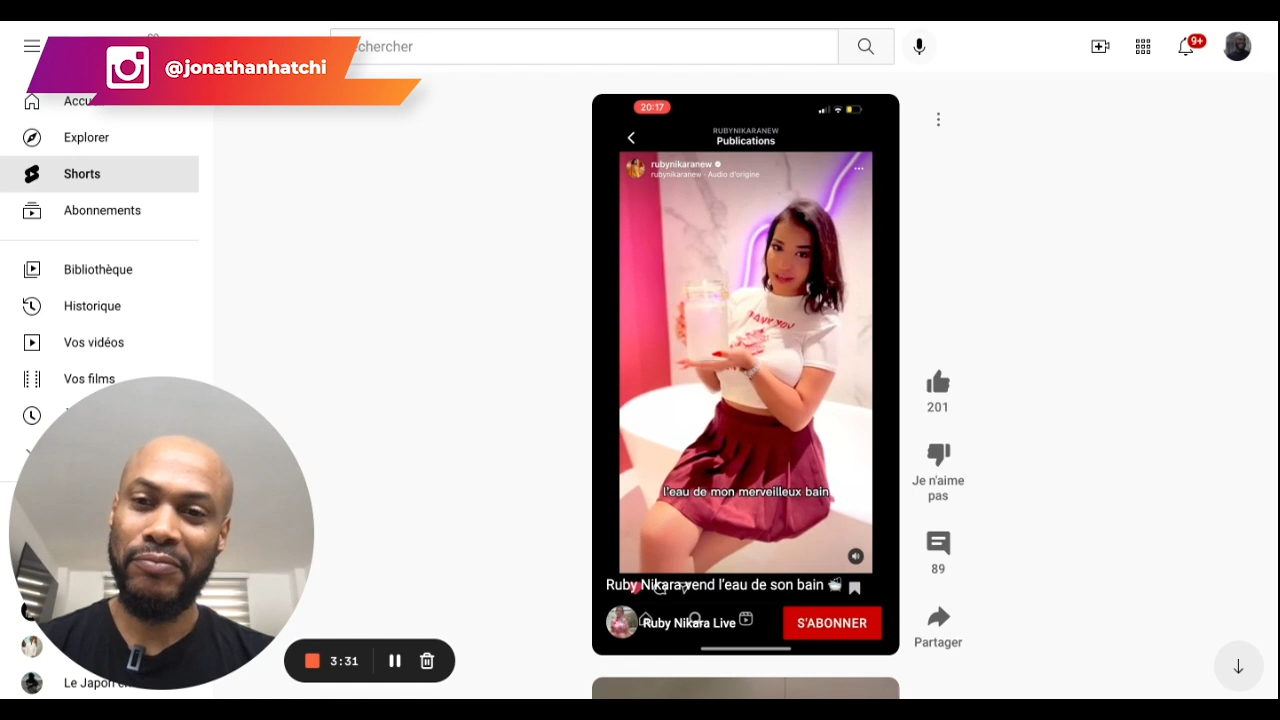 @jonathanhatchi
chercher
9+
Accu
Explorer
Shorts
Abonnements
Bibliothèque
Historique
Vos vidéos
Vos films
20:17
RUBYNIKARANEW
Publications
rubynikaranew
rubynikaranew · Audio d'origine
l'eau de mon merveilleux bain
Ruby Nikara vend l'eau de son bain
Ruby Nikara Live
S'ABONNER
201
Je n'aime
pas
89
Partager
3:31
Le Japon